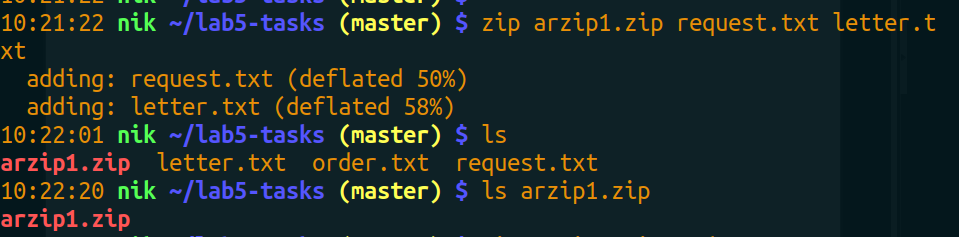 10:21:22 nik ~/lab5-tasks (master) $ zip arzip1.zip request.txt letter.t
xt
  adding: request.txt (deflated 50%)
  adding: letter.txt (deflated 58%)
10:22:01 nik ~/lab5-tasks (master) $ ls
arzip1.zip  letter.txt  order.txt  request.txt
10:22:20 nik ~/lab5-tasks (master) $ ls arzip1.zip
arzip1.zip